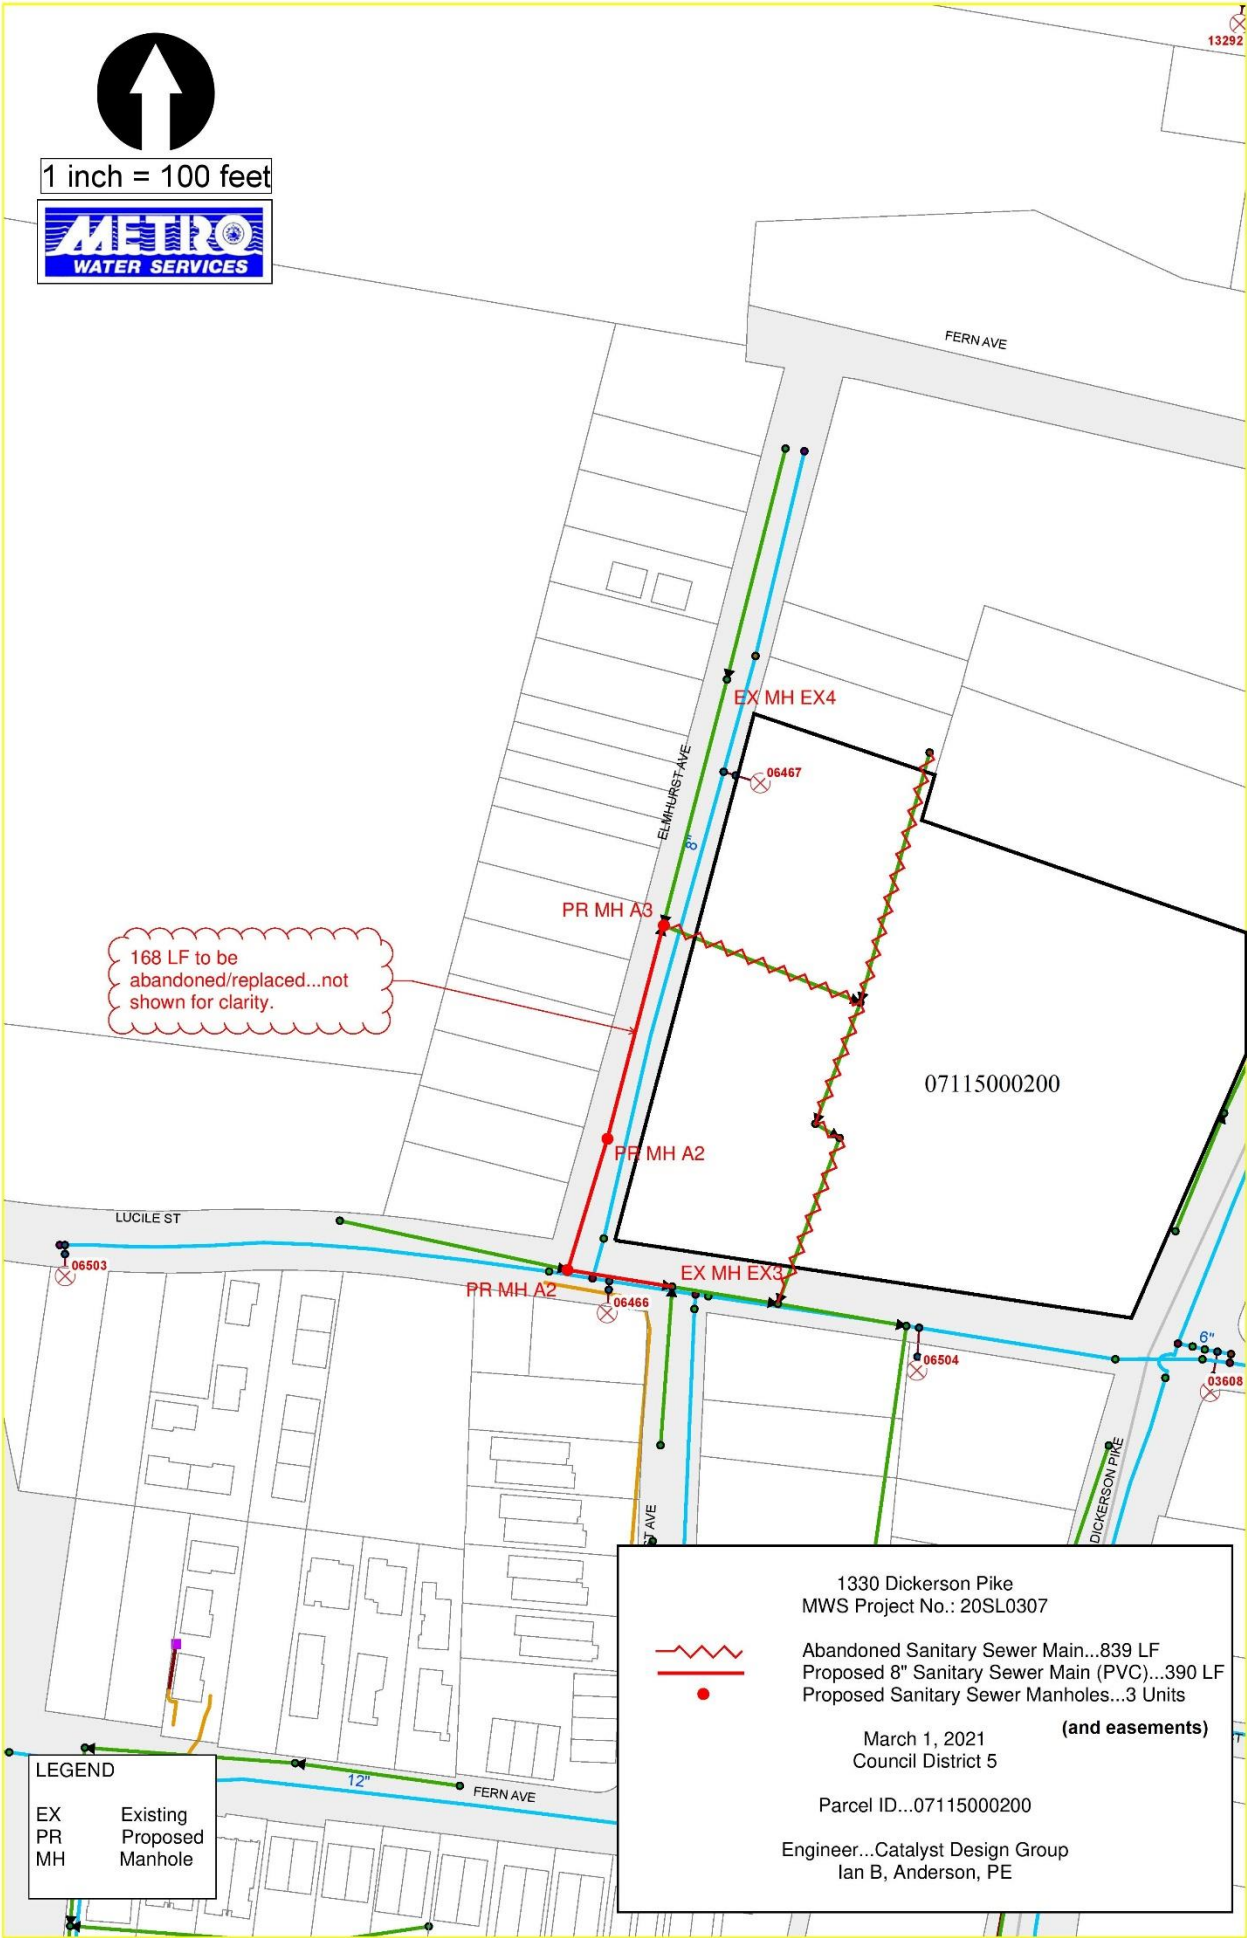 13292
1 inch = 100 feet
METRO
WATER SERVICES
FERN AVE
EX MH EX4
06467
ELMHURST AVE
8"
PR MH A3
168 LF to be
abandoned/replaced...not
shown for clarity.
07115000200
PR MH A2
LUCILE ST
06503
EX MH EX3
PR MH A2
06466
06504
6"
03608
DICKERSON PIKE
ST AVE
1330 Dickerson Pike
MWS Project No.: 20SL0307
Abandoned Sanitary Sewer Main...839 LF
Proposed 8" Sanitary Sewer Main (PVC)...390 LF
Proposed Sanitary Sewer Manholes...3 Units
(and easements)
March 1, 2021
Council District 5
Parcel ID...07115000200
Engineer...Catalyst Design Group
Ian B, Anderson, PE
LEGEND
EX Existing
PR Proposed
MH Manhole
12"
FERN AVE